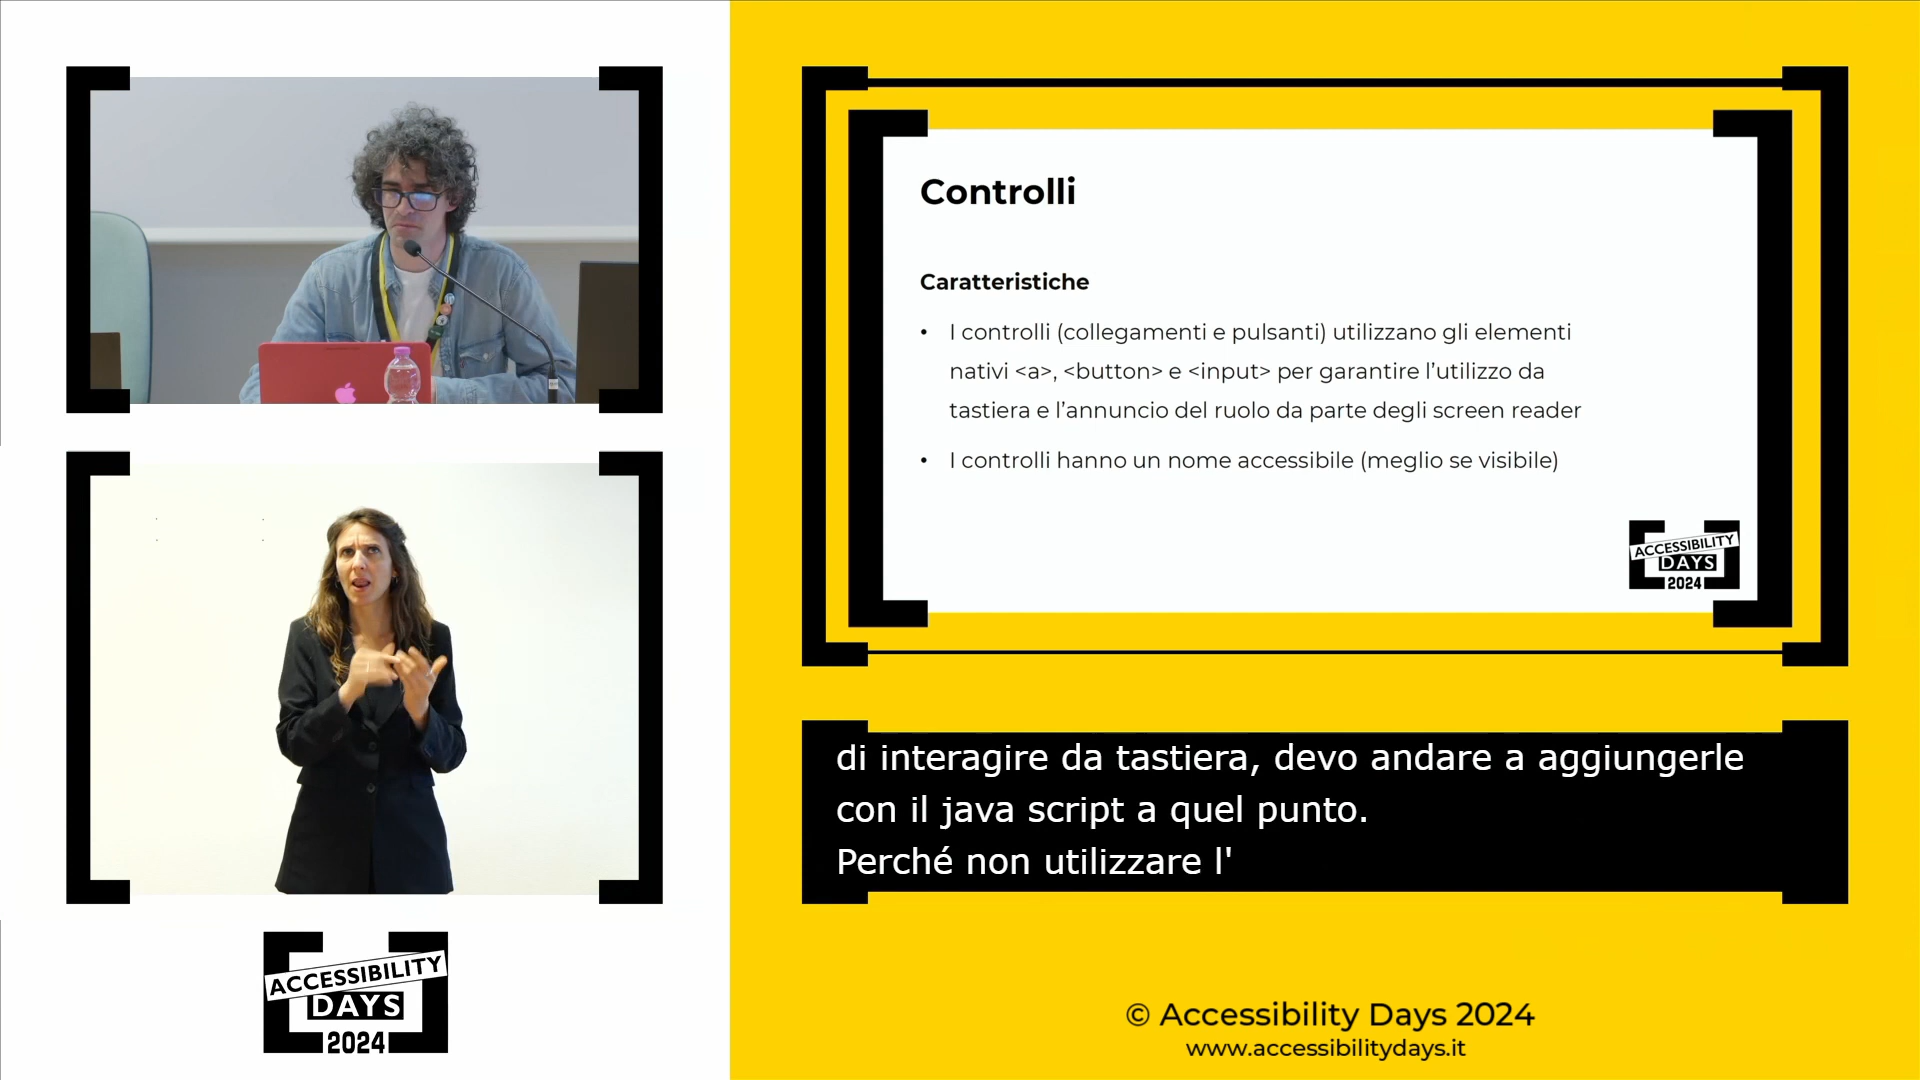 Controlli
Caratteristiche
• I controlli (collegamenti e pulsanti) utilizzano gli elementi
nativi <a>, <button> e <input> per garantire l’utilizzo da
tastiera e l’annuncio del ruolo da parte degli screen reader
• I controlli hanno un nome accessibile (meglio se visibile)
ACCESSIBILITY
DAYS
2024
di interagire da tastiera, devo andare a aggiungerle
con il java script a quel punto.
Perché non utilizzare l'
ACCESSIBILITY
DAYS
2024
© Accessibility Days 2024
www.accessibilitydays.it